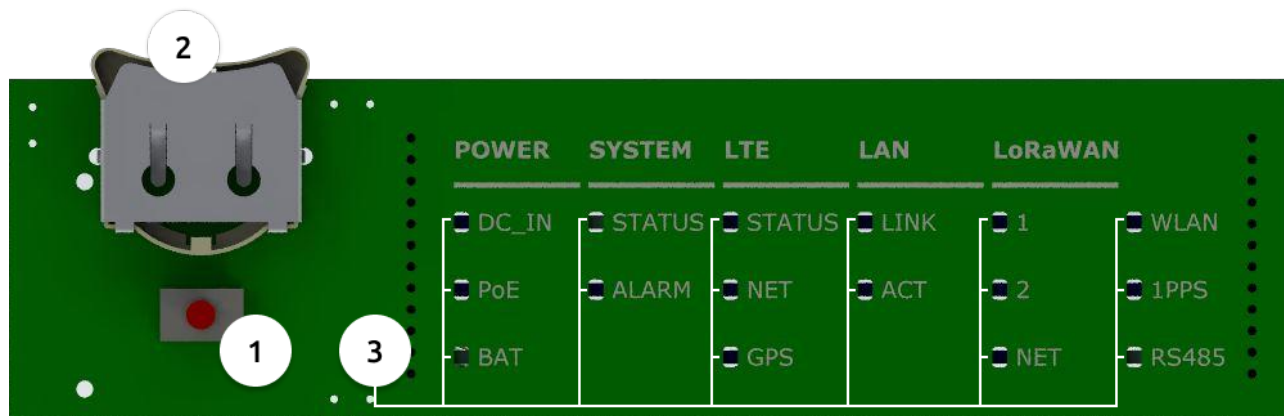 2
POWER SYSTEM LTE LAN LoRaWAN
DC_IN STATUS STATUS LINK 1 WLAN
PoE ALARM NET ACT 2 1PPS
1 3
BAT GPS NET RS485